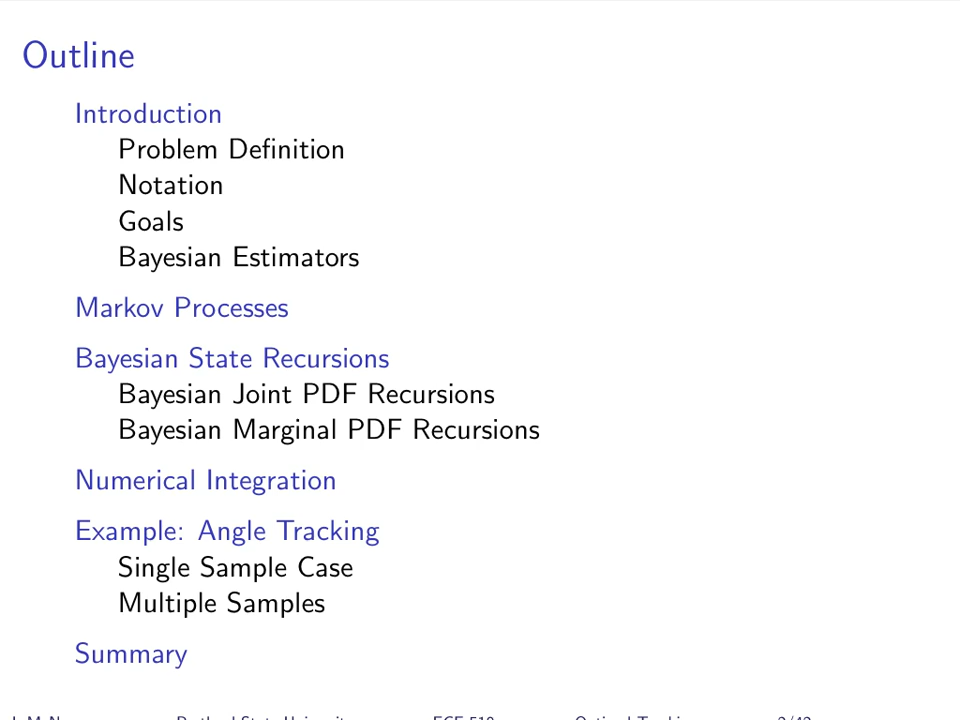 Outline
Introduction
Problem Definition
Notation
Goals
Bayesian Estimators
Markov Processes
Bayesian State Recursions
Bayesian Joint PDF Recursions
Bayesian Marginal PDF Recursions
Numerical Integration
Example: Angle Tracking
Single Sample Case
Multiple Samples
Summary